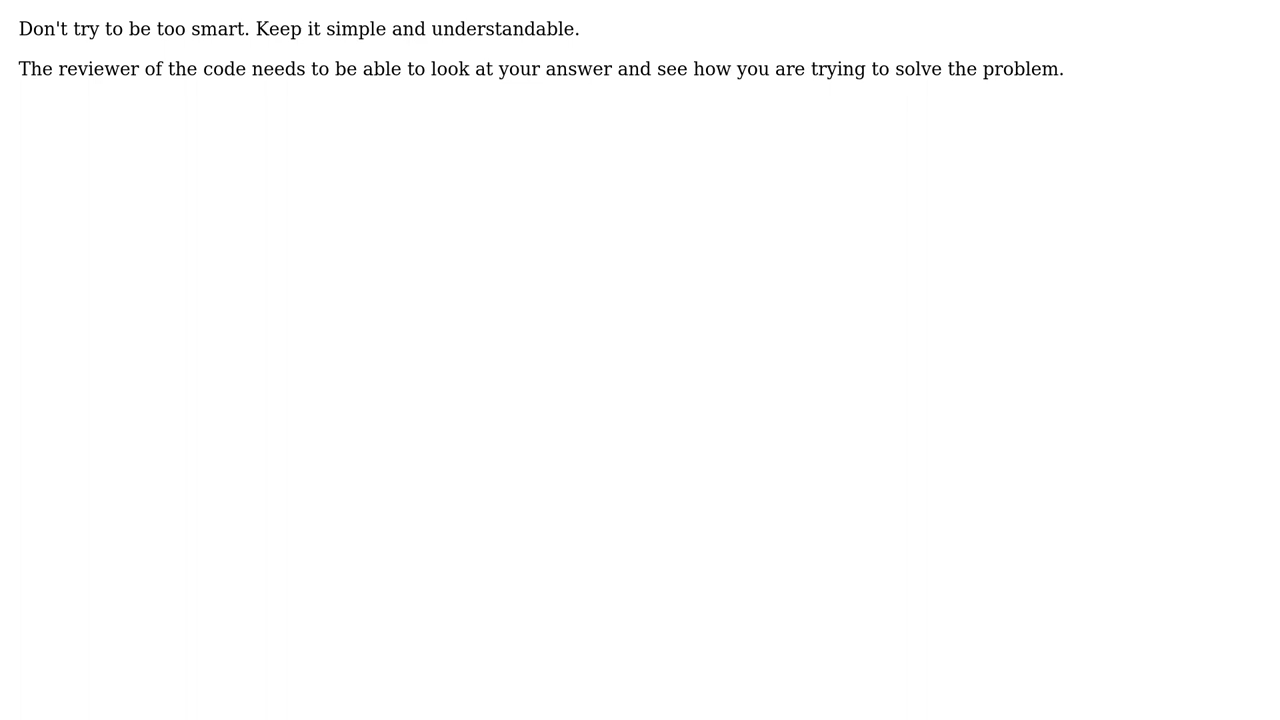 Don't try to be too smart. Keep it simple and understandable.
The reviewer of the code needs to be able to look at your answer and see how you are trying to solve the problem.